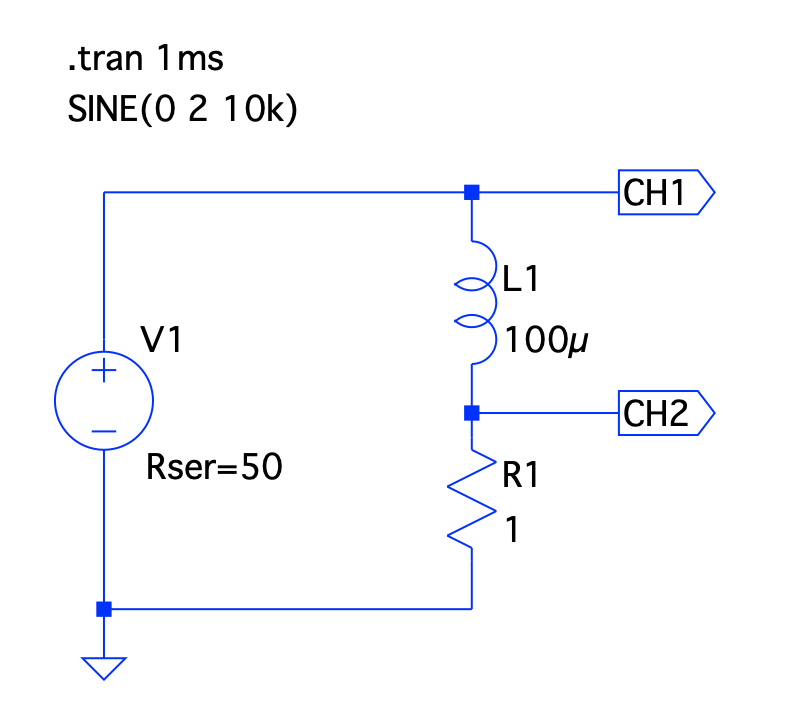 .tran 1ms
SINE(0 2 10k)
CH1
L1
100µ
V1
CH2
Rser=50
R1
1